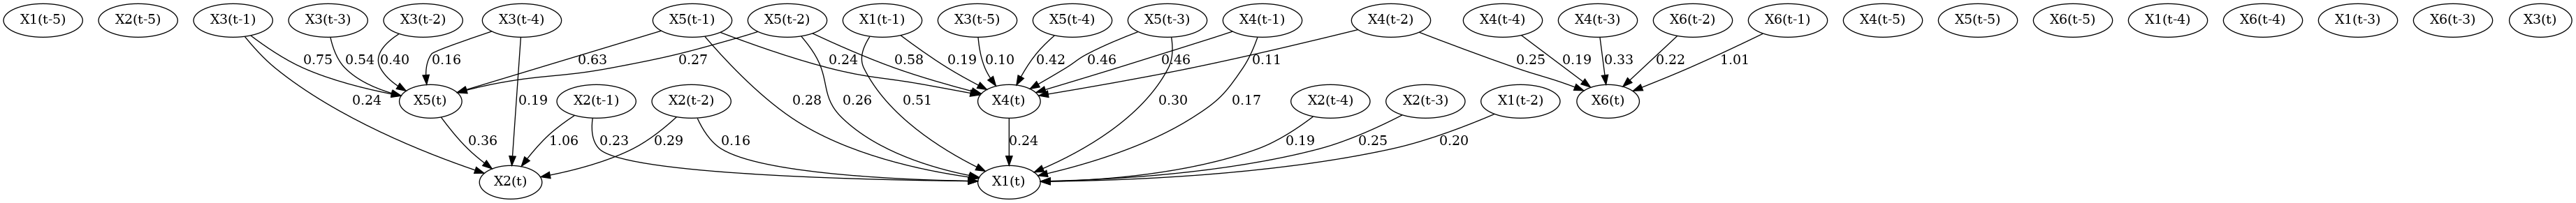 X1(t-5) X2(t-5) X3(t-1) X3(t-3) X3(t-2) X3(t-4) X5(t-1) X5(t-2) X1(t-1) X3(t-5) X5(t-4) X5(t-3) X4(t-1) X4(t-2) X4(t-4) X4(t-3) X6(t-2) X6(t-1) X4(t-5) X5(t-5) X6(t-5) X1(t-4) X6(t-4) X1(t-3) X6(t-3) X3(t)
0.75 0.54 0.40 0.16 0.63 0.27 0.24 0.58 0.19 0.10 0.42 0.46 0.46 0.11 0.25 0.19 0.33 0.22 1.01
X5(t) 0.24 0.19 X2(t-1) X2(t-2) 0.28 0.26 0.51 X4(t) 0.30 0.17 X2(t-4) X2(t-3) X1(t-2) X6(t)
0.36 1.06 0.23 0.29 0.16 0.24 0.19 0.25 0.20
X2(t) X1(t)